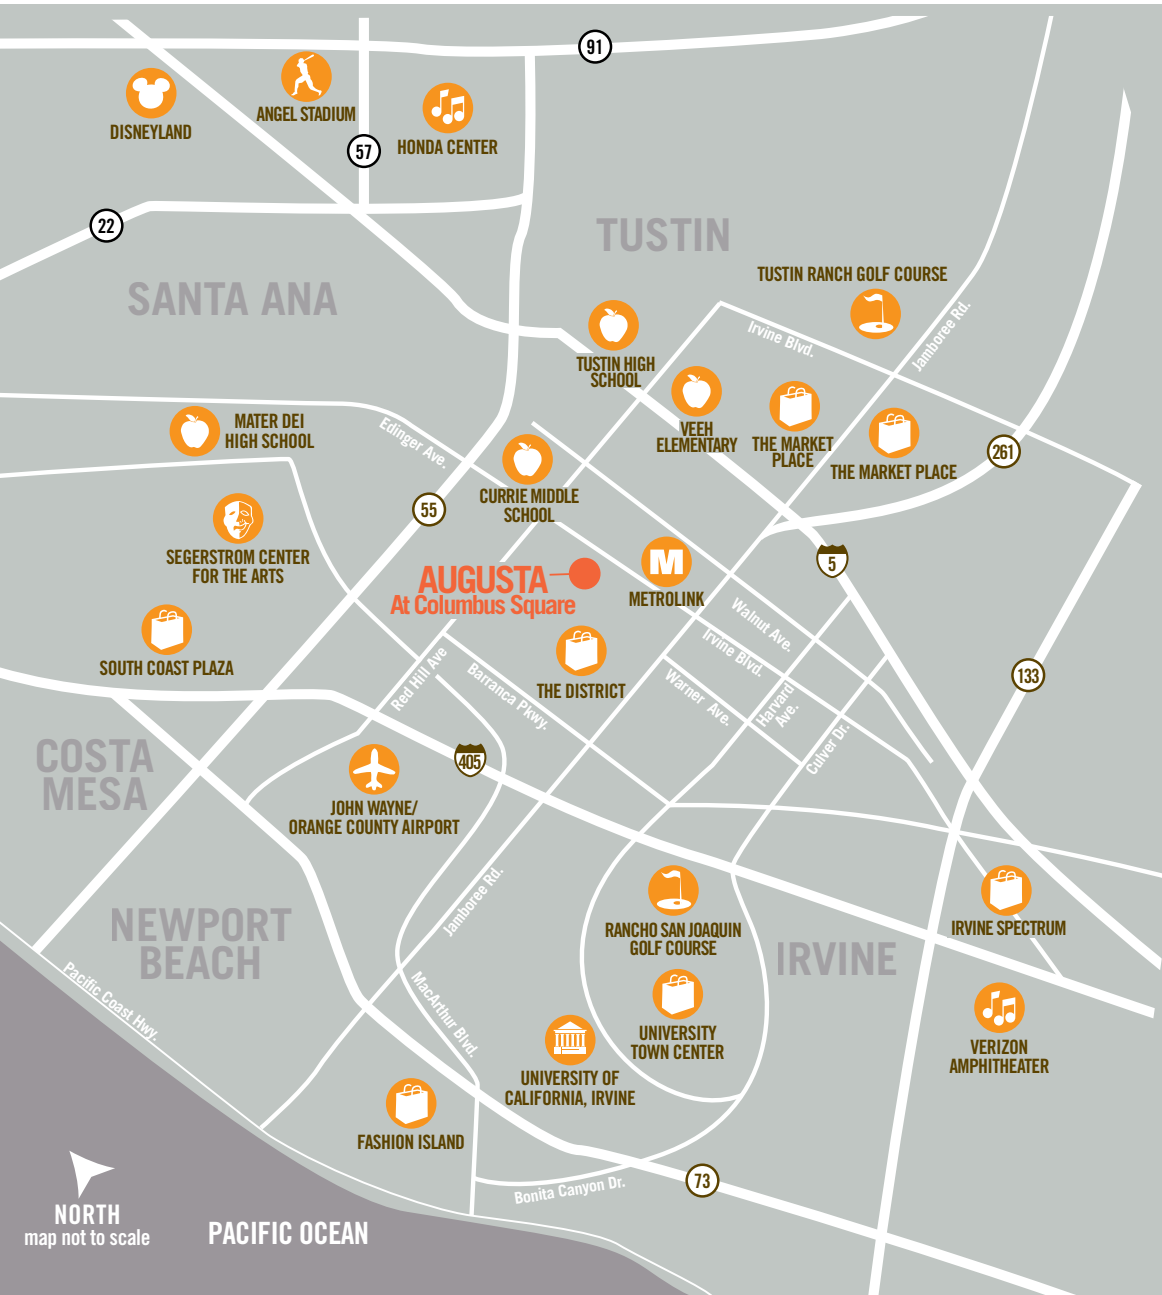 91
DISNEYLAND
ANGEL STADIUM
HONDA CENTER
57
22
TUSTIN
SANTA ANA
TUSTIN RANCH GOLF COURSE
Irvine Blvd.
Jamboree Rd.
TUSTIN HIGH
SCHOOL
VEEH
ELEMENTARY
THE MARKET
PLACE
THE MARKET PLACE
261
MATER DEI
HIGH SCHOOL
Edinger Ave.
CURRIE MIDDLE
SCHOOL
55
SEGERSTROM CENTER
FOR THE ARTS
AUGUSTA
At Columbus Square
M
METROLINK
5
Walnut Ave.
Irvine Blvd.
SOUTH COAST PLAZA
THE DISTRICT
Red Hill Ave
Barranca Pkwy.
Warner Ave.
Harvard
Ave.
Culver Dr.
133
COSTA
MESA
405
JOHN WAYNE/
ORANGE COUNTY AIRPORT
Jamboree Rd.
RANCHO SAN JOAQUIN
GOLF COURSE
IRVINE SPECTRUM
NEWPORT
BEACH
IRVINE
Pacific Coast Hwy.
MacArthur Blvd.
UNIVERSITY
TOWN CENTER
VERIZON
AMPHITHEATER
UNIVERSITY OF
CALIFORNIA, IRVINE
FASHION ISLAND
Bonita Canyon Dr.
73
NORTH
map not to scale
PACIFIC OCEAN